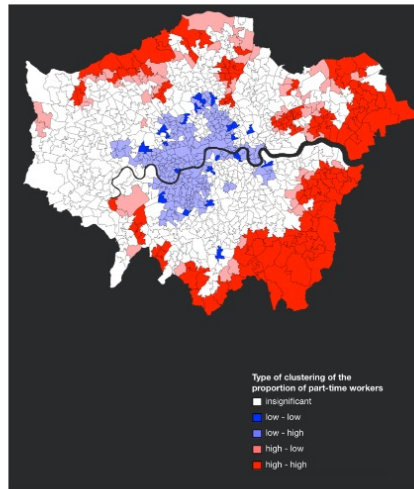 Type of clustering of the
proportion of part-time workers
insignificant
low - low
low - high
high - low
high - high